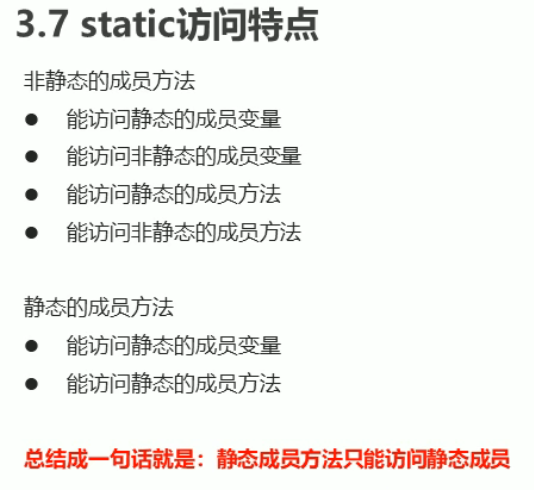 3.7 static访问特点
非静态的成员方法
● 能访问静态的成员变量
● 能访问非静态的成员变量
● 能访问静态的成员方法
● 能访问非静态的成员方法
静态的成员方法
● 能访问静态的成员变量
● 能访问静态的成员方法
总结成一句话就是：静态成员方法只能访问静态成员